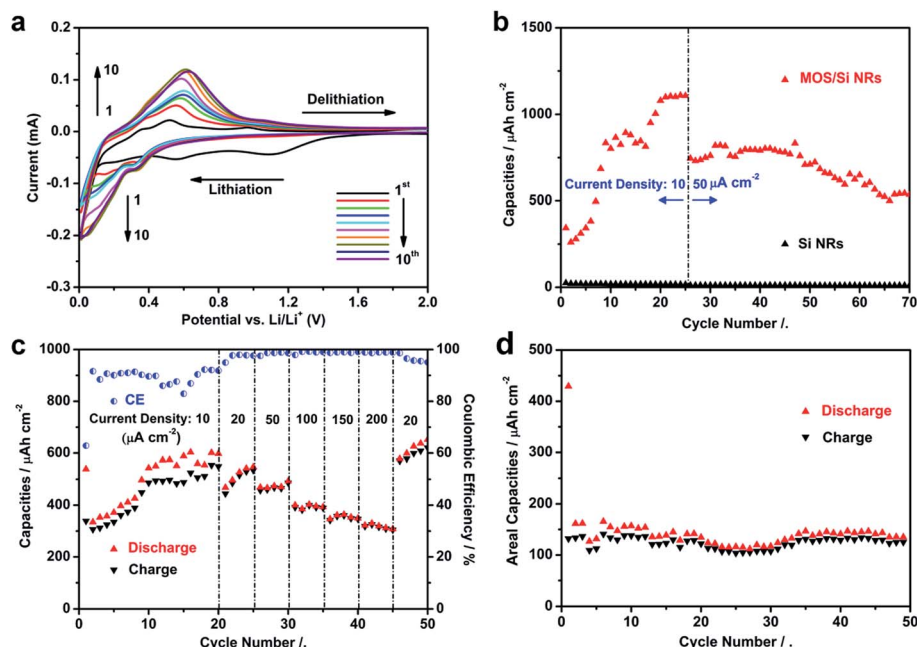 a
0.2
0.1
0.0
-0.1
-0.2
-0.3
Current (mA)
10
1
Delithiation
Lithiation
1
10
1st
10th
0.0 0.4 0.8 1.2 1.6 2.0
Potential vs. Li/Li+ (V)
b
1500
1250
1000
750
500
250
0
Capacities / µAh cm-2
MOS/Si NRs
Current Density: 10 50 µA cm-2
Si NRs
0 10 20 30 40 50 60 70
Cycle Number /.
c
1000
800
600
400
200
0
Capacities / µAh cm-2
CE
Current Density: 10 20 50 100 150 200 20
(µA cm-2)
Discharge
Charge
100
80
60
40
20
0
Coulombic Efficiency / %
0 10 20 30 40 50
Cycle Number /.
d
500
400
300
200
100
0
Areal Capacities / µAh cm-2
Discharge
Charge
0 10 20 30 40 50
Cycle Number / .